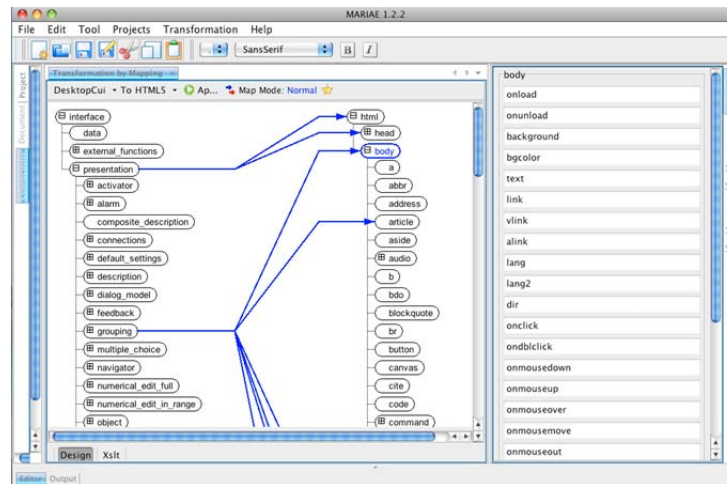 MARIAE 1.2.2
File Edit Tool Projects Transformation Help
... SansSerif B I
Project
Document
Transformation by Mapping
DesktopCui To HTML5 Ap... Map Mode: Normal
interface
data
external_functions
presentation
activator
alarm
composite_description
connections
default_settings
description
dialog_model
feedback
grouping
multiple_choice
navigator
numerical_edit_full
numerical_edit_in_range
object
html
head
body
a
abbr
address
article
aside
audio
b
bdo
blockquote
br
button
canvas
cite
code
command
Design Xslt
body
onload
onunload
background
bgcolor
text
link
vlink
alink
lang
lang2
dir
onclick
ondblclick
onmousedown
onmouseup
onmouseover
onmousemove
onmouseout
Editor Output